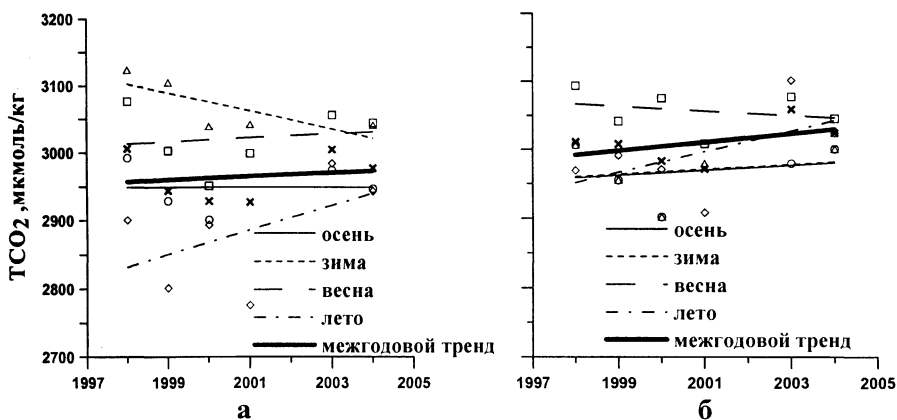 TCO2 ,мкмоль/кг
3200
3100
3000
2900
2800
2700
1997 1999 2001 2003 2005
осень
зима
весна
лето
межгодовой тренд
а
1997 1999 2001 2003 2005
осень
зима
весна
лето
межгодовой тренд
б